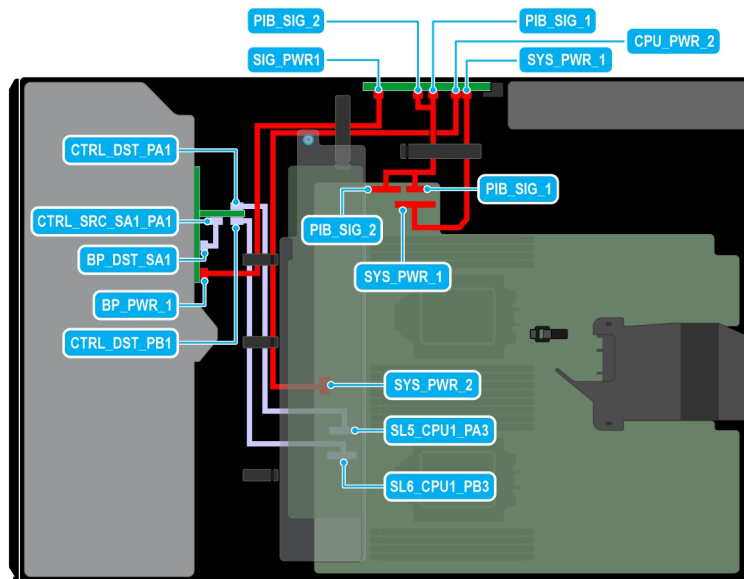 PIB_SIG_2
PIB_SIG_1
CPU_PWR_2
SIG_PWR1
SYS_PWR_1
CTRL_DST_PA1
PIB_SIG_1
CTRL_SRC_SA1_PA1
PIB_SIG_2
BP_DST_SA1
SYS_PWR_1
BP_PWR_1
CTRL_DST_PB1
SYS_PWR_2
SL5_CPU1_PA3
SL6_CPU1_PB3